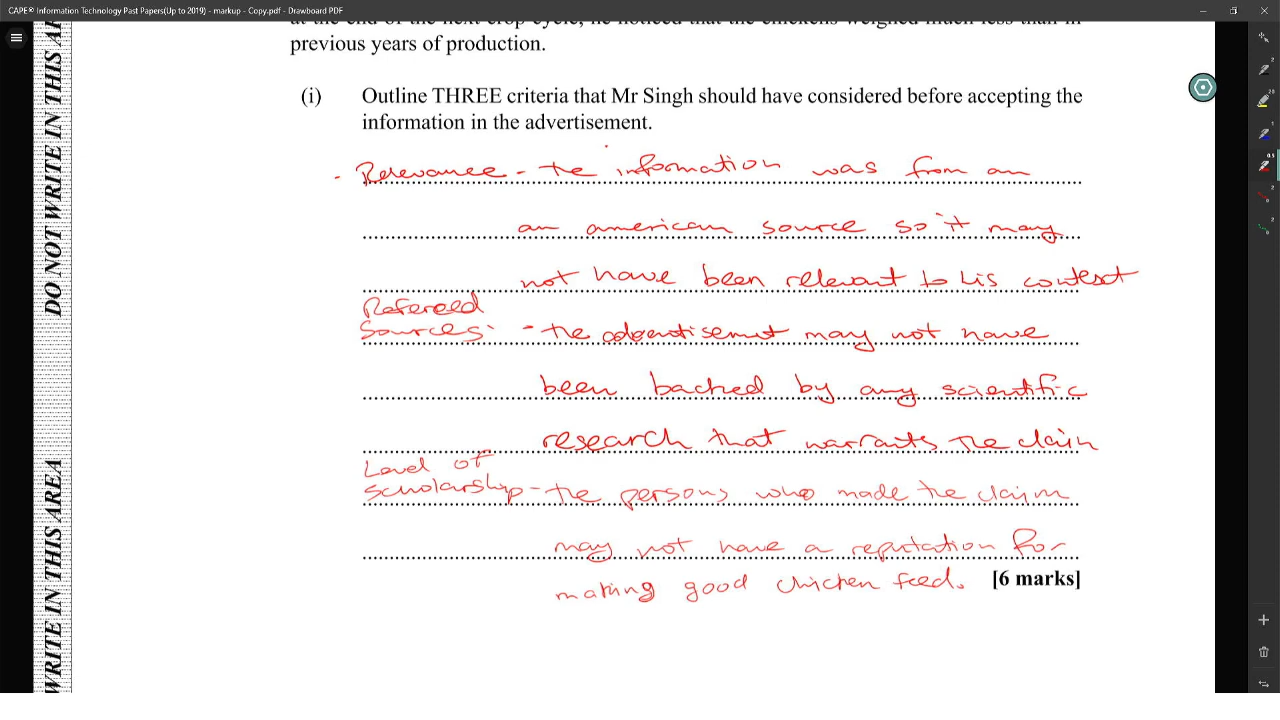 CAPE® Information Technology Past Papers(Up to 2019) - markup - Copy.pdf - Drawboard PDF
previous years of production.
(i) Outline THREE criteria that Mr Singh should have considered before accepting the
information in the advertisement.
- Relevance - the information was from an
an american source so it may
not have been relevant to his context
Refereed
Sources - the advertisement may not have
been backed by any scientific
research that warrants the claim
Level of
scholarship - the persons who made the claim
may not have a reputation for
making good chicken feed.
[6 marks]
DO NOT WRITE IN THIS AREA
WRITE IN THIS AREA